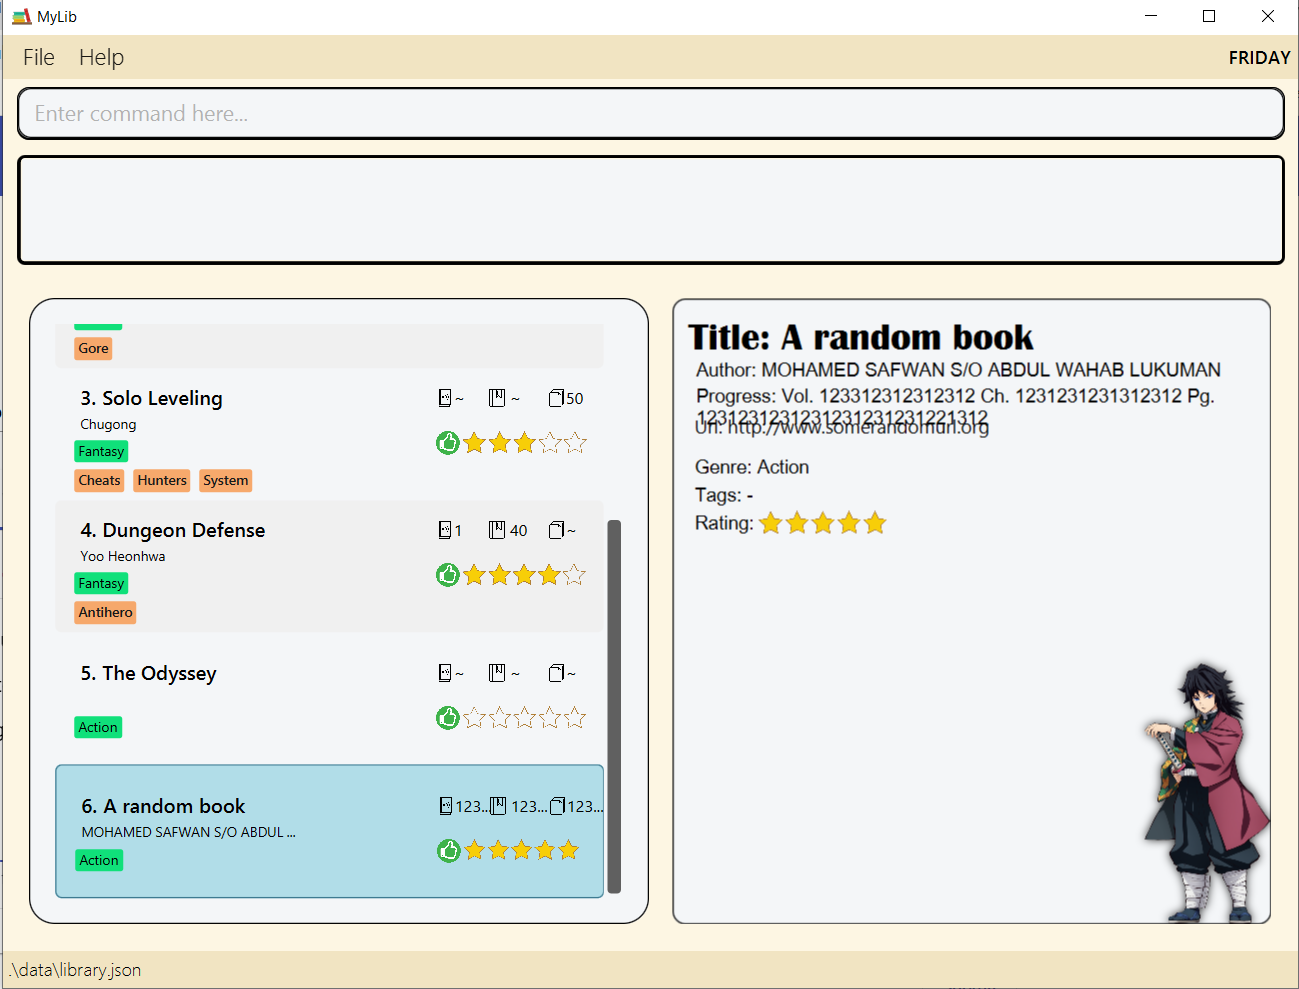 MyLib
File Help FRIDAY
Enter command here...
Gore
3. Solo Leveling ~ ~ 50
Chugong
Fantasy
Cheats Hunters System
4. Dungeon Defense 1 40 ~
Yoo Heonhwa
Fantasy
Antihero
5. The Odyssey ~ ~ ~
Action
6. A random book 123... 123... 123...
MOHAMED SAFWAN S/O ABDUL ...
Action
Title: A random book
Author: MOHAMED SAFWAN S/O ABDUL WAHAB LUKUMAN
Progress: Vol. 123312312312312 Ch. 1231231231312312 Pg.
Url: http://www.somerandomurl.org
Genre: Action
Tags: -
Rating:
.\data\library.json